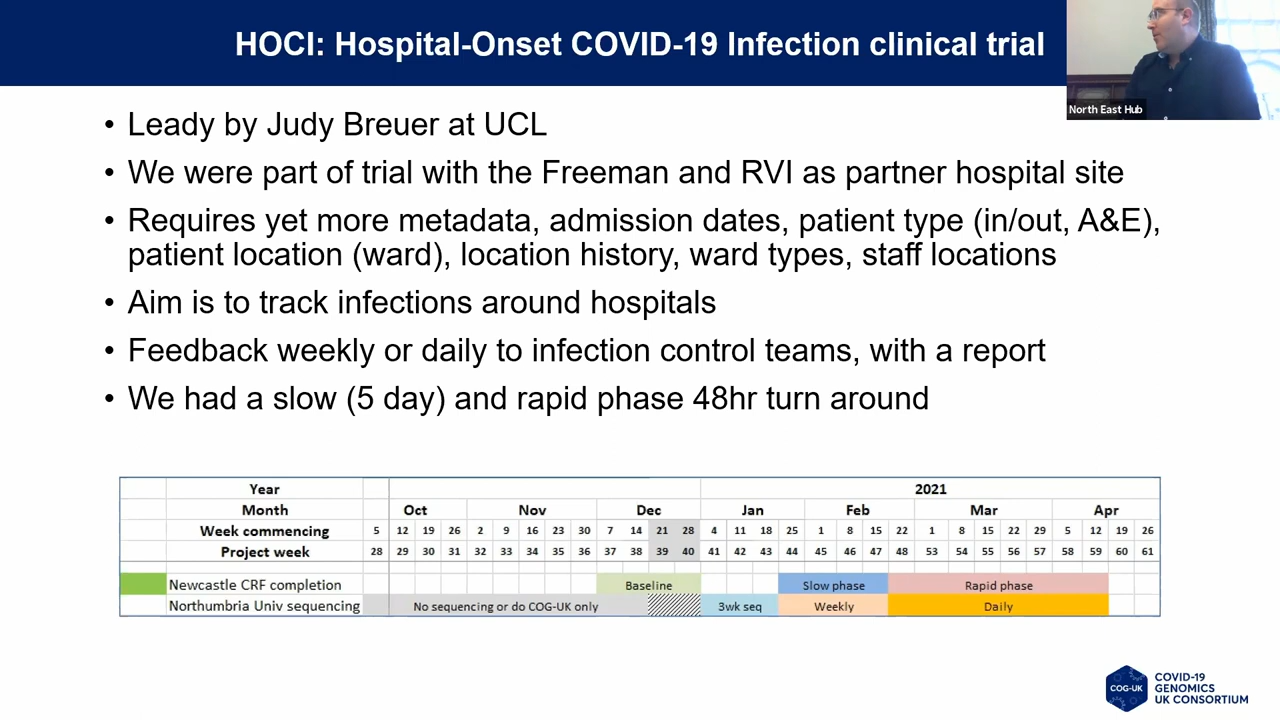 HOCI: Hospital-Onset COVID-19 Infection clinical trial
North East Hub
• Leady by Judy Breuer at UCL
• We were part of trial with the Freeman and RVI as partner hospital site
• Requires yet more metadata, admission dates, patient type (in/out, A&E),
patient location (ward), location history, ward types, staff locations
• Aim is to track infections around hospitals
• Feedback weekly or daily to infection control teams, with a report
• We had a slow (5 day) and rapid phase 48hr turn around
Year 2021
Month Oct Nov Dec Jan Feb Mar Apr
Week commencing 5 12 19 26 2 9 16 23 30 7 14 21 28 4 11 18 25 1 8 15 22 1 8 15 22 29 5 12 19 26
Project week 28 29 30 31 32 33 34 35 36 37 38 39 40 41 42 43 44 45 46 47 48 53 54 55 56 57 58 59 60 61
Newcastle CRF completion Baseline Slow phase Rapid phase
Northumbria Univ sequencing No sequencing or do COG-UK only 3wk seq Weekly Daily
COG-UK
COVID-19
GENOMICS
UK CONSORTIUM